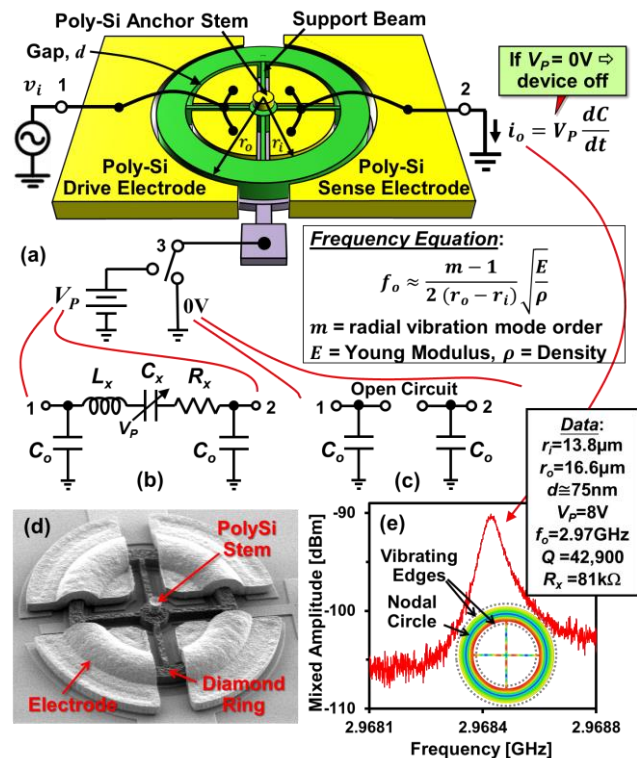 Poly-Si Anchor Stem
Support Beam
Gap, d
If V_P = 0V ⇨
device off
v_i
1
2
i_o = V_P dC/dt
r_o
r_i
Poly-Si
Drive Electrode
Poly-Si
Sense Electrode
(a)
3
V_P
0V
Frequency Equation:
f_o ≈ (m − 1)/(2 (r_o − r_i)) √(E/ρ)
m = radial vibration mode order
E = Young Modulus, ρ = Density
L_x
C_x
R_x
1
2
V_P
C_o
C_o
(b)
Open Circuit
1
2
C_o
C_o
(c)
Data:
r_i=13.8µm
r_o=16.6µm
d≅75nm
V_P=8V
f_o=2.97GHz
Q =42,900
R_x =81kΩ
(d)
PolySi
Stem
Electrode
Diamond
Ring
(e)
Mixed Amplitude [dBm]
-90
-100
-110
Vibrating
Edges
Nodal
Circle
2.9681
2.9684
2.9688
Frequency [GHz]